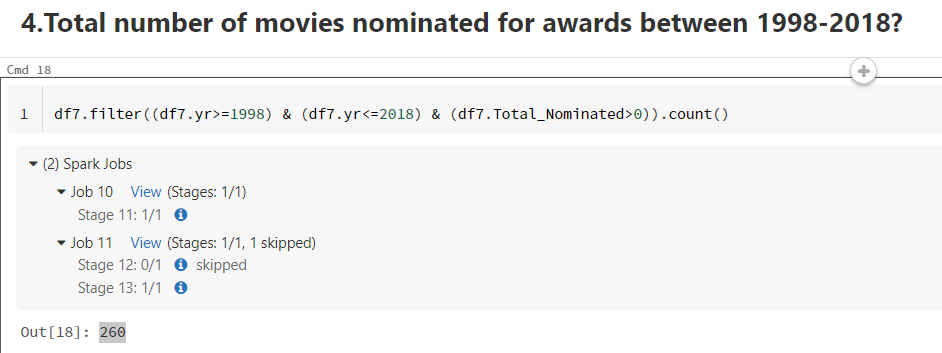 4.Total number of movies nominated for awards between 1998-2018?
Cmd 18
1 df7.filter((df7.yr>=1998) & (df7.yr<=2018) & (df7.Total_Nominated>0)).count()
(2) Spark Jobs
Job 10 View (Stages: 1/1)
Stage 11: 1/1
Job 11 View (Stages: 1/1, 1 skipped)
Stage 12: 0/1 skipped
Stage 13: 1/1
Out[18]: 260